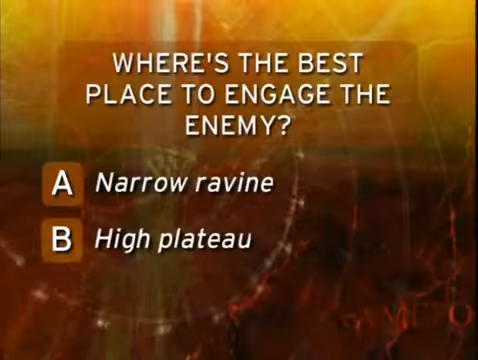 WHERE'S THE BEST
PLACE TO ENGAGE THE
ENEMY?
A Narrow ravine
B High plateau